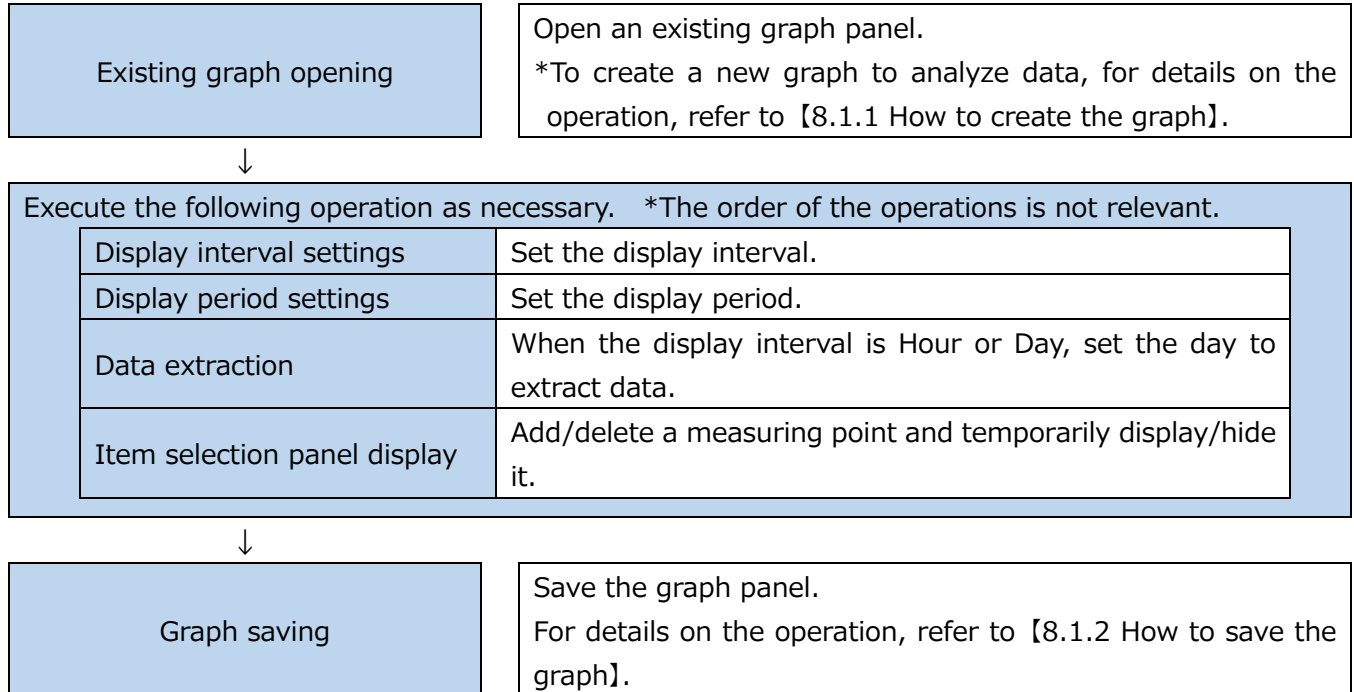 Existing graph opening
Open an existing graph panel.
*To create a new graph to analyze data, for details on the
operation, refer to【8.1.1 How to create the graph】.
↓
Execute the following operation as necessary. *The order of the operations is not relevant.
Display interval settings
Set the display interval.
Display period settings
Set the display period.
Data extraction
When the display interval is Hour or Day, set the day to
extract data.
Item selection panel display
Add/delete a measuring point and temporarily display/hide
it.
↓
Graph saving
Save the graph panel.
For details on the operation, refer to【8.1.2 How to save the
graph】.